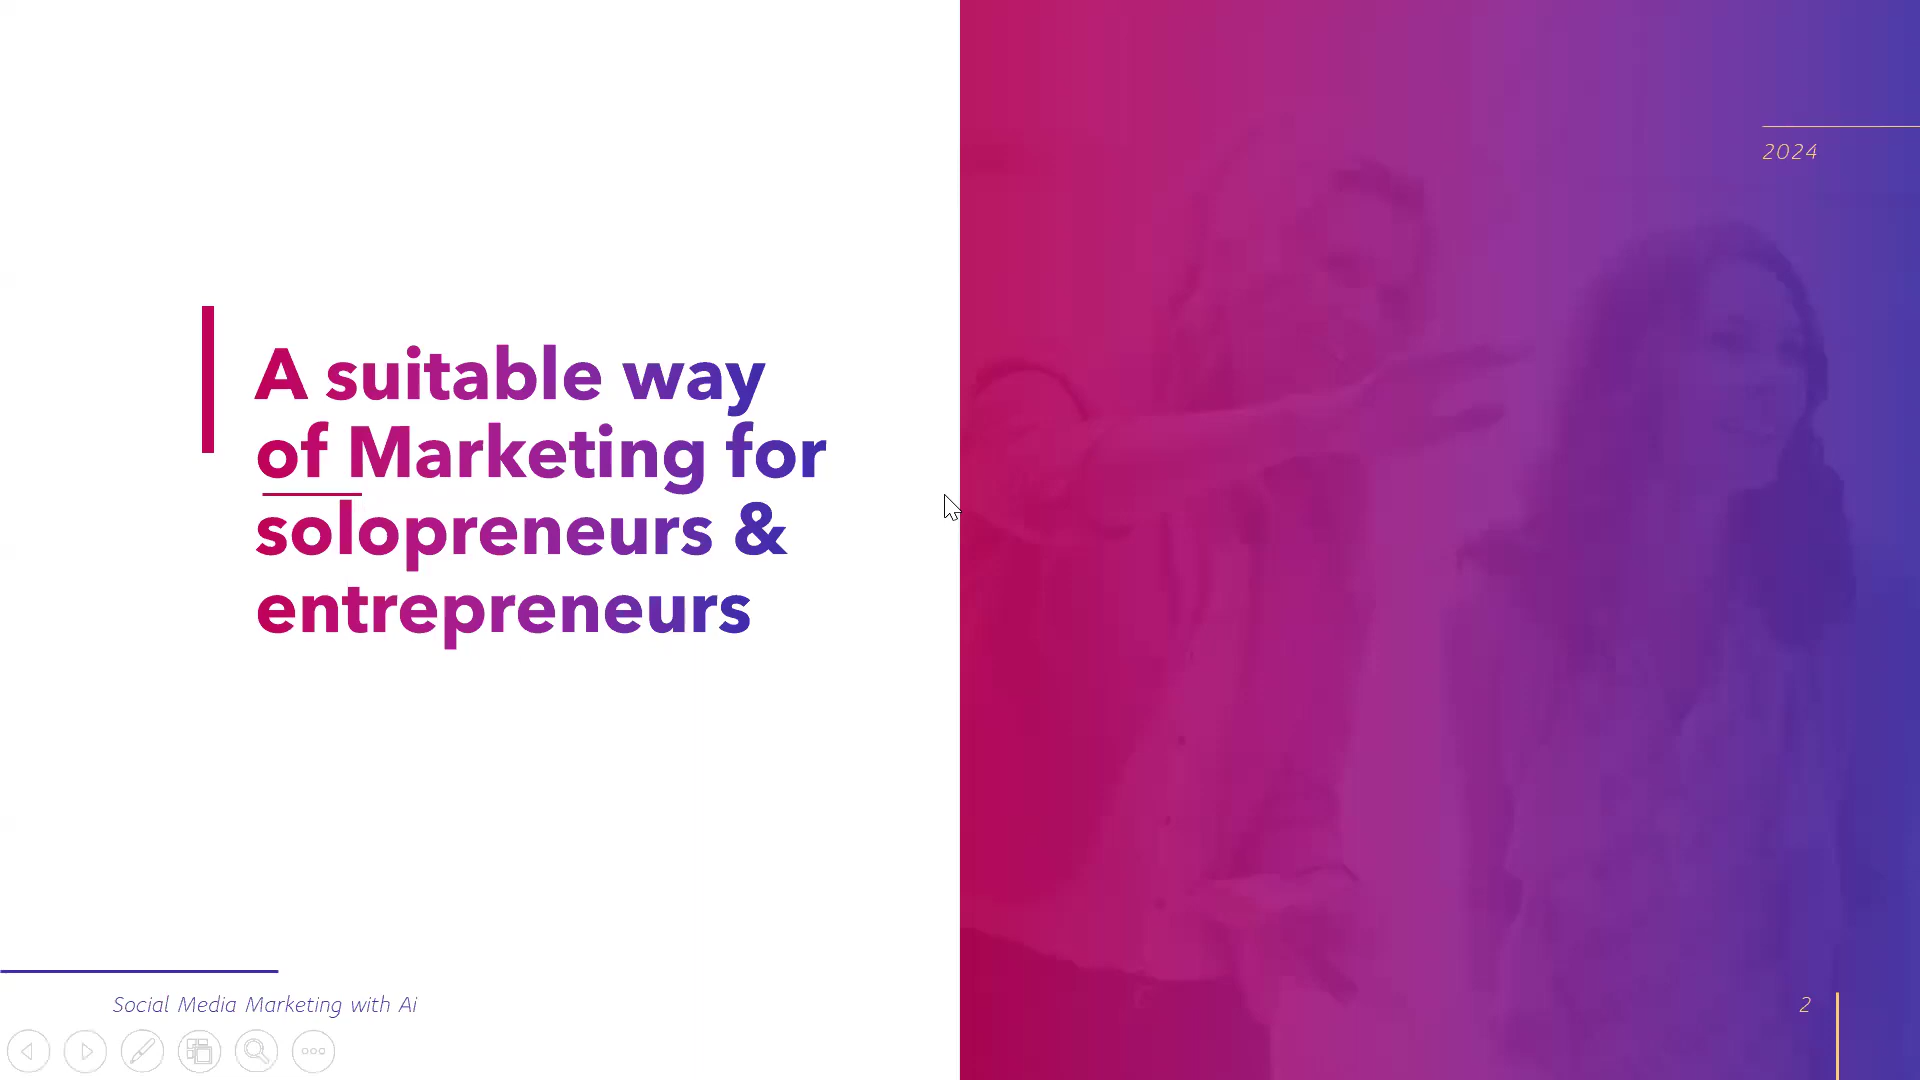 2024
A suitable way
of Marketing for
solopreneurs &
entrepreneurs
Social Media Marketing with Ai
2